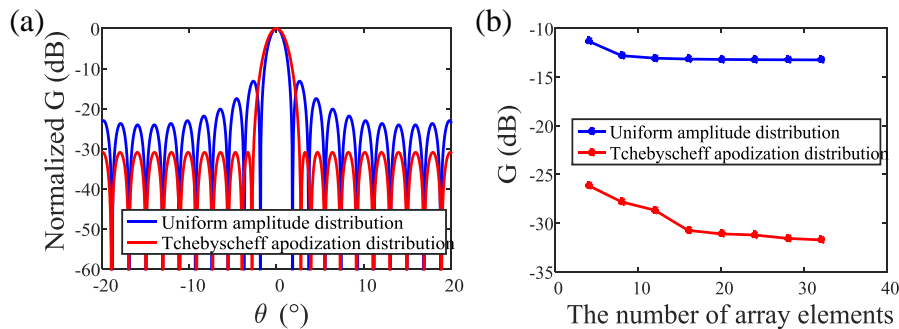 (a)
Normalized G (dB)
0
-10
-20
-30
-40
-50
-60
Uniform amplitude distribution
Tchebyscheff apodization distribution
-20
-10
0
10
20
θ (°)
(b)
G (dB)
-10
-15
-20
-25
-30
-35
Uniform amplitude distribution
Tchebyscheff apodization distribution
0
10
20
30
40
The number of array elements